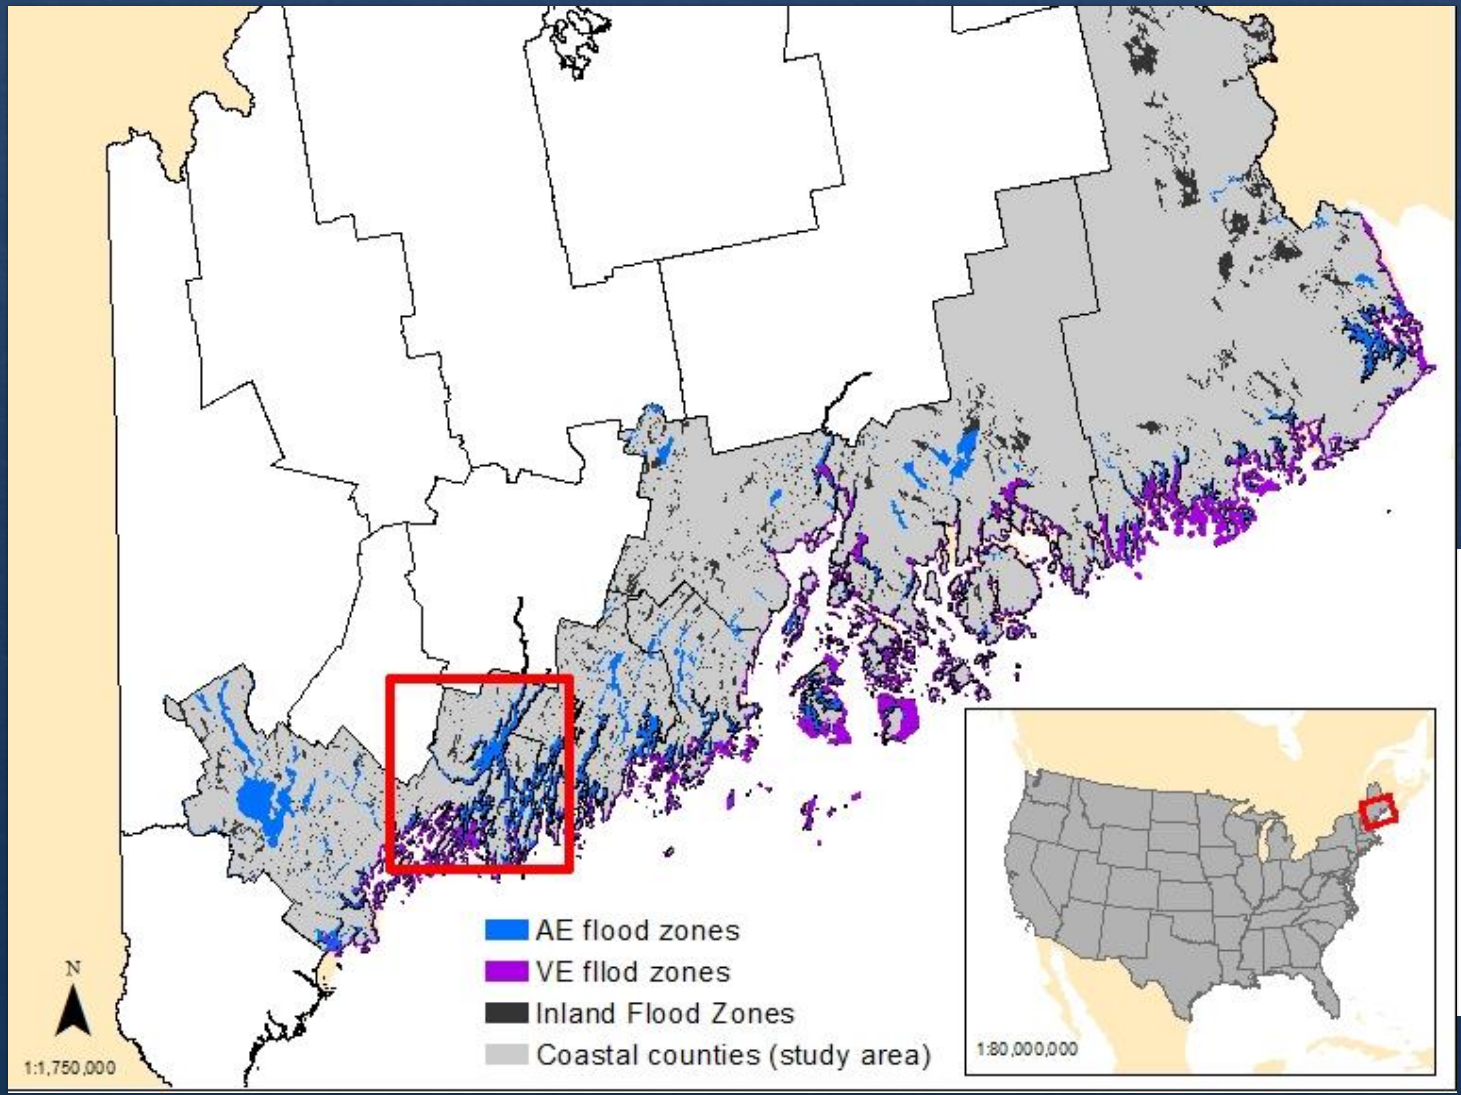 AE flood zones
VE fllod zones
Inland Flood Zones
Coastal counties (study area)
N
1:1,750,000
1:80,000,000